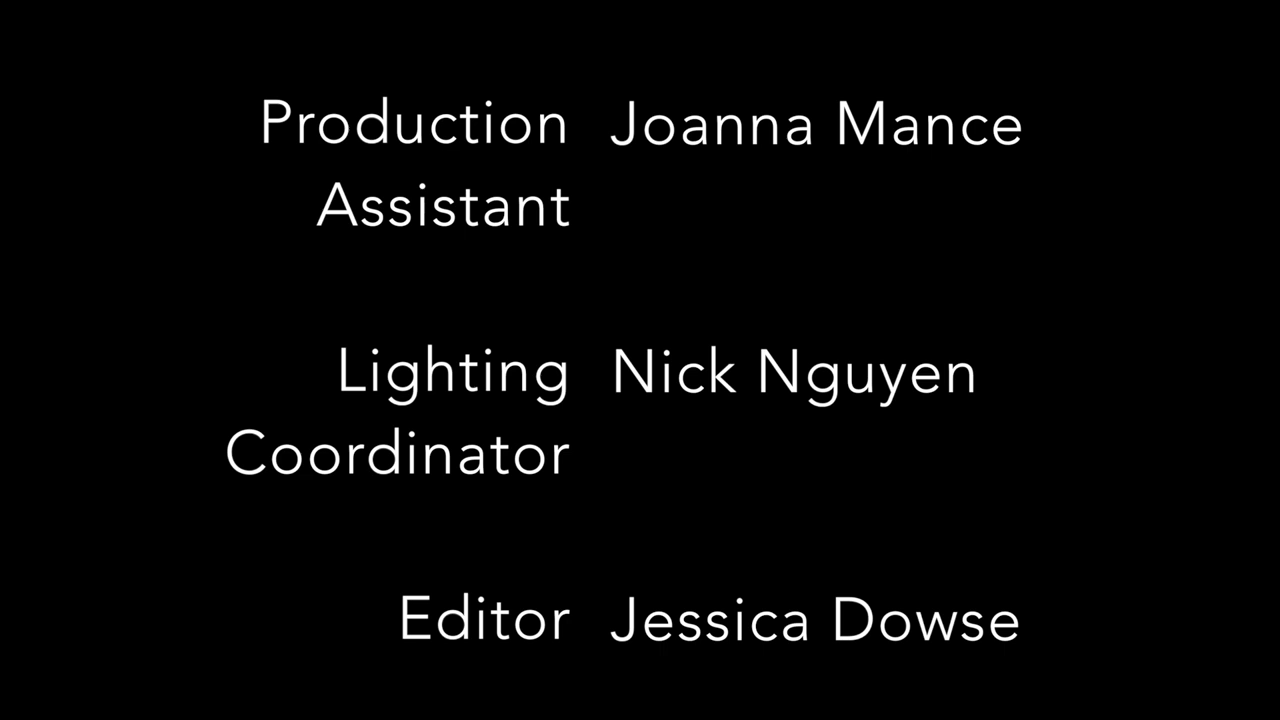 Production Joanna Mance
Assistant
Lighting Nick Nguyen
Coordinator
Editor Jessica Dowse